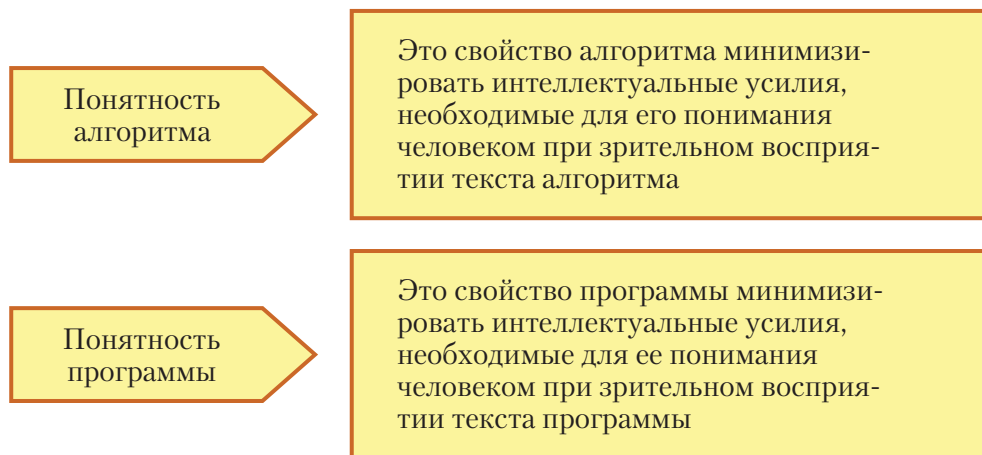 Понятность
алгоритма
Это свойство алгоритма минимизи-
ровать интеллектуальные усилия,
необходимые для его понимания
человеком при зрительном восприя-
тии текста алгоритма
Понятность
программы
Это свойство программы минимизи-
ровать интеллектуальные усилия,
необходимые для ее понимания
человеком при зрительном восприя-
тии текста программы